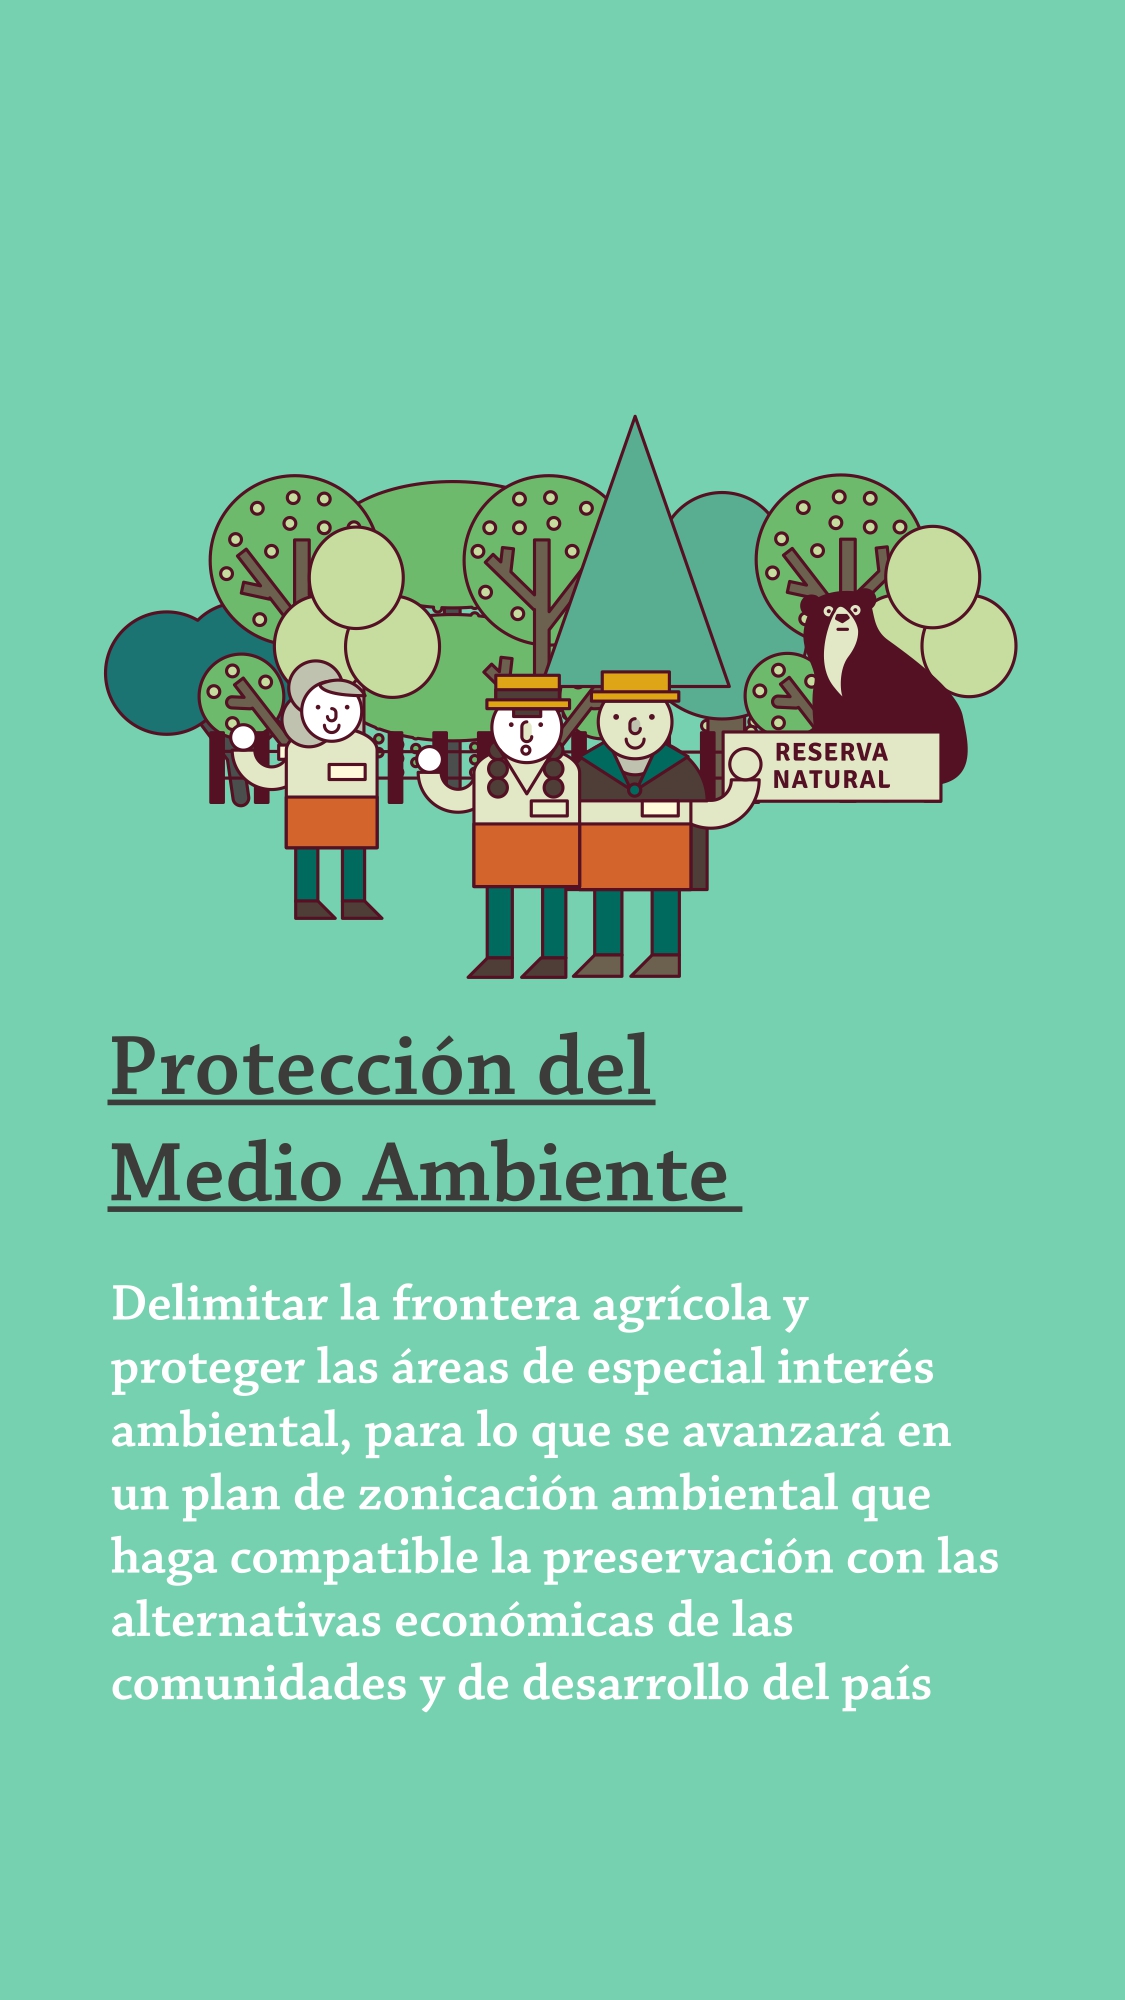 RESERVA
NATURAL
Protección del
Medio Ambiente
Delimitar la frontera agrícola y
proteger las áreas de especial interés
ambiental, para lo que se avanzará en
un plan de zonicación ambiental que
haga compatible la preservación con las
alternativas económicas de las
comunidades y de desarrollo del país